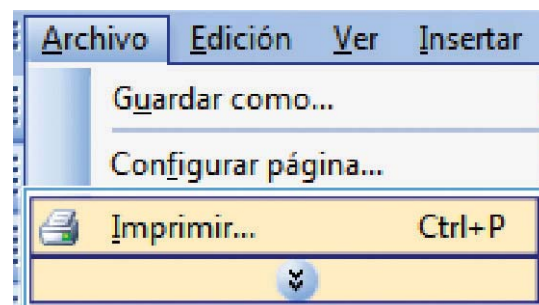 Archivo Edición Ver Insertar
Guardar como...
Configurar página...
Imprimir... Ctrl+P